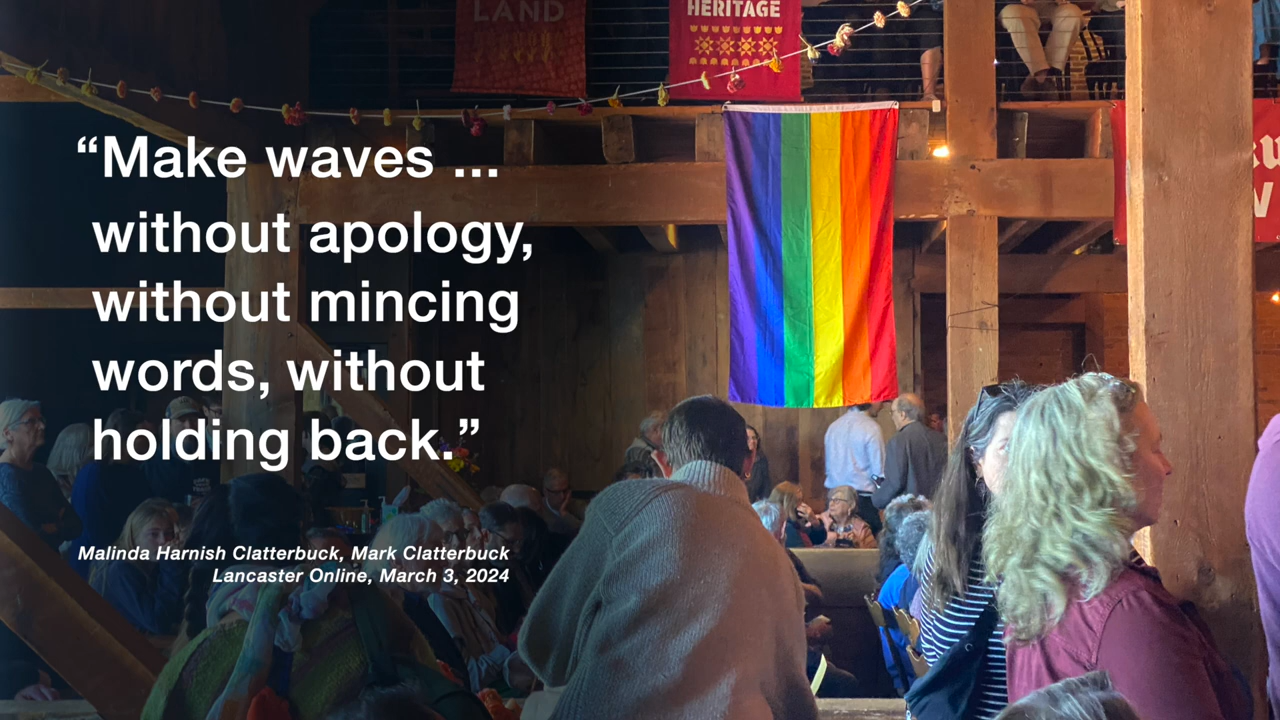 LAND
HERITAGE
“Make waves ...
without apology,
without mincing
words, without
holding back.”
Malinda Harnish Clatterbuck, Mark Clatterbuck
Lancaster Online, March 3, 2024